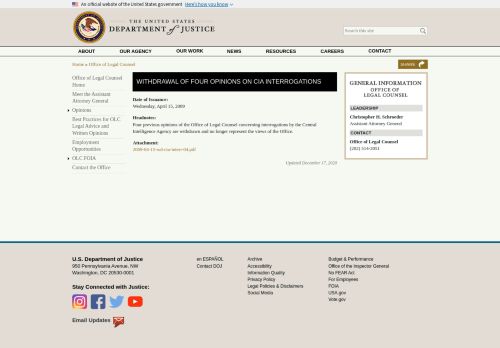 An official website of the United States government Here's how you know
THE UNITED STATES
DEPARTMENT of JUSTICE
Search this site
ABOUT OUR AGENCY OUR WORK NEWS RESOURCES CAREERS CONTACT
Home » Office of Legal Counsel
SHARE
Office of Legal Counsel Home
Meet the Assistant Attorney General
Opinions
Best Practices for OLC Legal Advice and Written Opinions
Employment Opportunities
OLC FOIA
Contact the Office
WITHDRAWAL OF FOUR OPINIONS ON CIA INTERROGATIONS
Date of Issuance:
Wednesday, April 15, 2009
Headnotes:
Four previous opinions of the Office of Legal Counsel concerning interrogations by the Central
Intelligence Agency are withdrawn and no longer represent the views of the Office.
Attachment:
Updated December 17, 2020
GENERAL INFORMATION
OFFICE OF
LEGAL COUNSEL
LEADERSHIP
Christopher H. Schroeder
Assistant Attorney General
CONTACT
Office of Legal Counsel
(202) 514-2051
U.S. Department of Justice
950 Pennsylvania Avenue, NW
Washington, DC 20530-0001
Stay Connected with Justice:
Email Updates
en ESPAÑOL
Contact DOJ
Archive
Accessibility
Information Quality
Privacy Policy
Legal Policies & Disclaimers
Social Media
Budget & Performance
Office of the Inspector General
No FEAR Act
For Employees
FOIA
USA.gov
Vote.gov